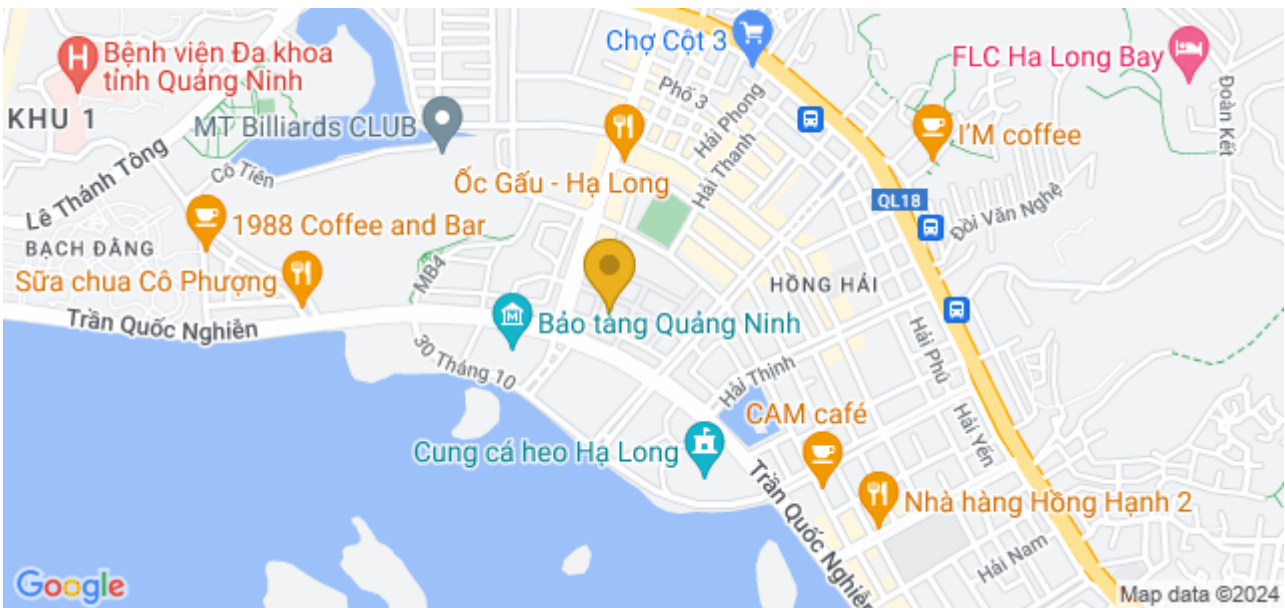 Chợ Cột 3
Bệnh viện Đa khoa
tỉnh Quảng Ninh
FLC Ha Long Bay
Đoàn Kết
Phố 3
Hải Phong
KHU 1
MT Billiards CLUB
I'M coffee
Lê Thánh Tông
Cô Tiên
Hải Thanh
Ốc Gấu - Hạ Long
QL18
Đồi Văn Nghệ
1988 Coffee and Bar
BẠCH ĐẰNG
MB4
Sữa chua Cô Phượng
HỒNG HẢI
Trần Quốc Nghiễn
Bảo tàng Quảng Ninh
30 Tháng 10
Hải Phú
Hải Thịnh
CAM café
Hải Yến
Cung cá heo Hạ Long
Trần Quốc Nghiễn
Nhà hàng Hồng Hạnh 2
Hải Nam
Google
Map data ©2024